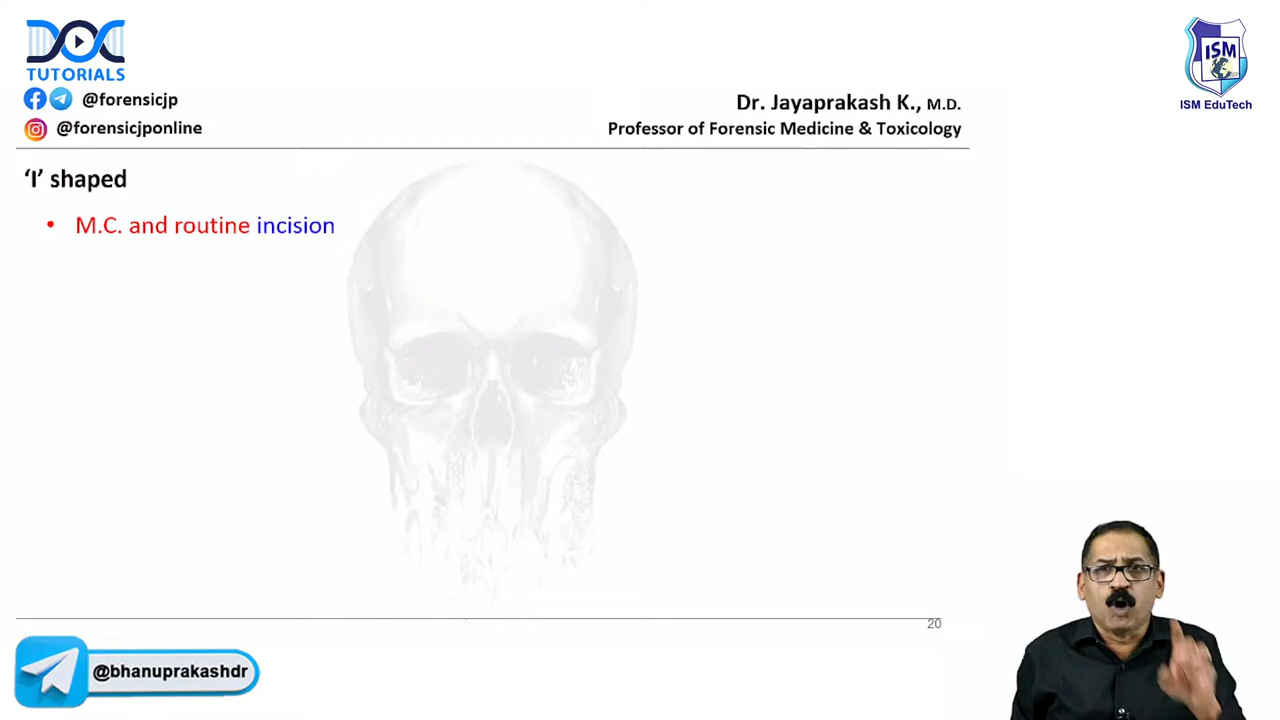 DOC
TUTORIALS
@forensicjp
@forensicjponline
ISM
ISM EduTech
Dr. Jayaprakash K., M.D.
Professor of Forensic Medicine & Toxicology
‘I’ shaped
• M.C. and routine incision
20
@bhanuprakashdr